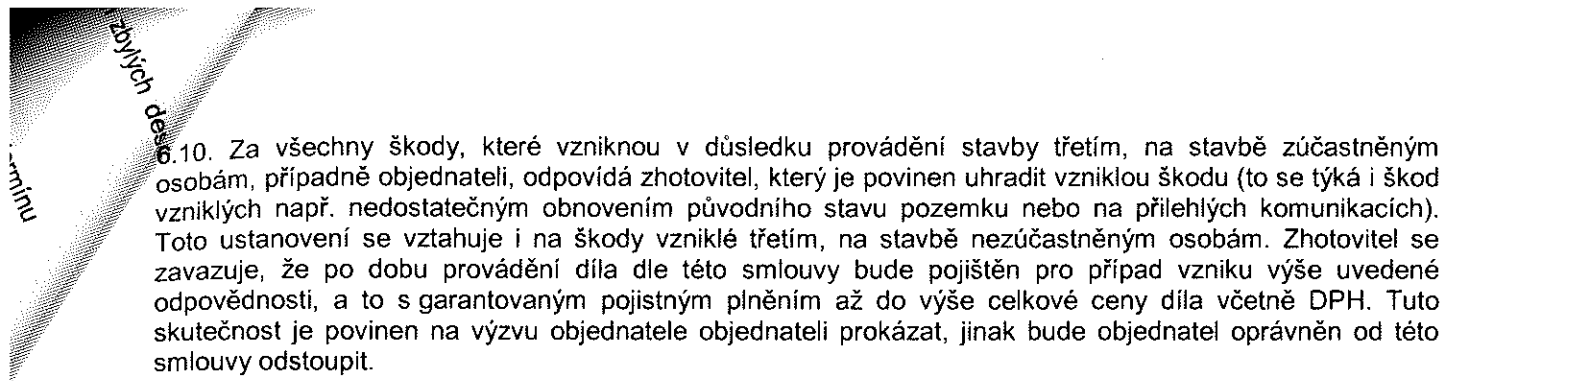 zbylých
6.10. Za všechny škody, které vzniknou v důsledku provádění stavby třetím, na stavbě zúčastněným
osobám, případně objednateli, odpovídá zhotovitel, který je povinen uhradit vzniklou škodu (to se týká i škod
vzniklých např. nedostatečným obnovením původního stavu pozemku nebo na přilehlých komunikacích).
Toto ustanovení se vztahuje i na škody vzniklé třetím, na stavbě nezúčastněným osobám. Zhotovitel se
zavazuje, že po dobu provádění díla dle této smlouvy bude pojištěn pro případ vzniku výše uvedené
odpovědnosti, a to s garantovaným pojistným plněním až do výše celkové ceny díla včetně DPH. Tuto
skutečnost je povinen na výzvu objednatele objednateli prokázat, jinak bude objednatel oprávněn od této
smlouvy odstoupit.